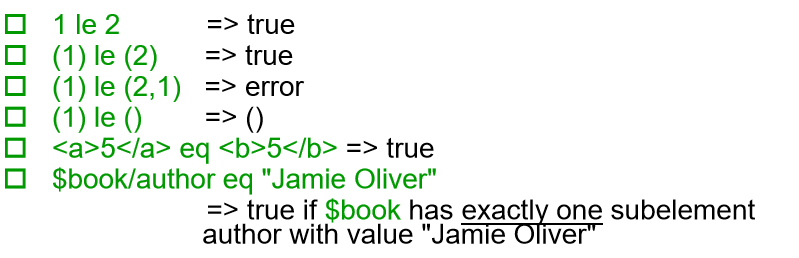 □ 1 le 2 => true
□ (1) le (2) => true
□ (1) le (2,1) => error
□ (1) le () => ()
□ <a>5</a> eq <b>5</b> => true
□ $book/author eq "Jamie Oliver"
=> true if $book has exactly one subelement
author with value "Jamie Oliver"